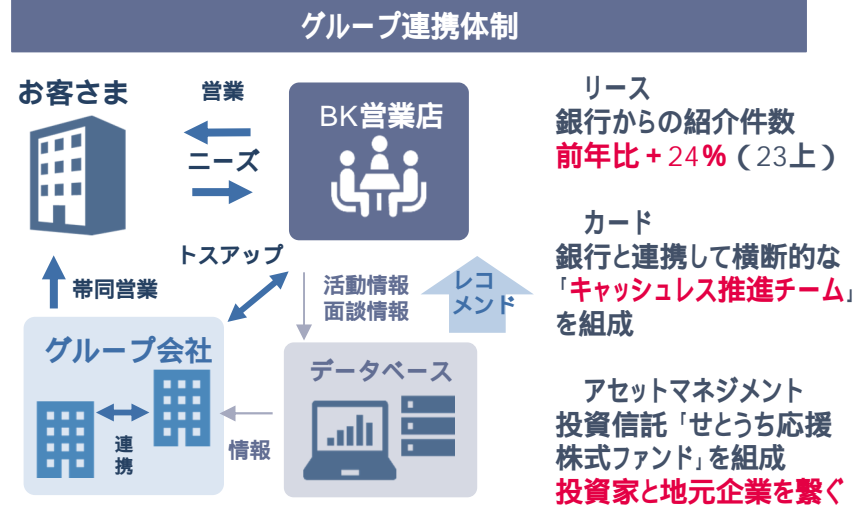 グループ連携体制
お客さま
営業
ニーズ
BK営業店
トスアップ
帯同営業
活動情報
面談情報
レコ
メンド
グループ会社
連
携
情報
データベース
リース
銀行からの紹介件数
前年比+24%(23上)
カード
銀行と連携して横断的な
「キャッシュレス推進チーム」
を組成
アセットマネジメント
投資信託「せとうち応援
株式ファンド」を組成
投資家と地元企業を繋ぐ